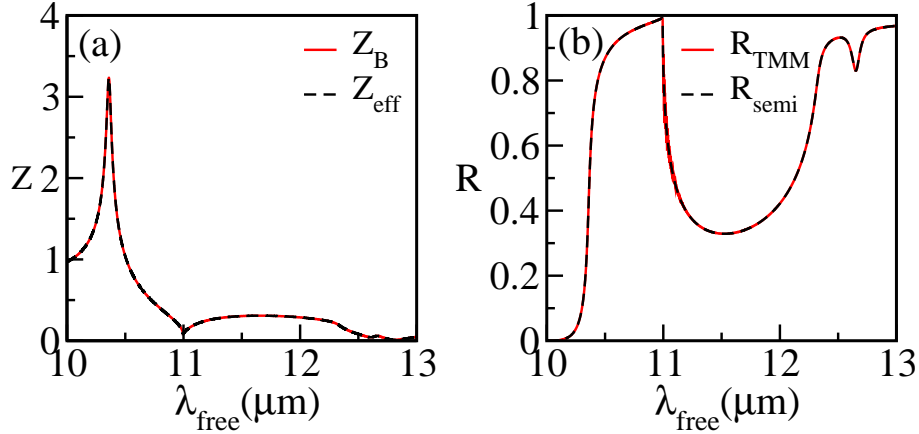 (a)
Z_B
Z_eff
4
3
2
1
0
Z
10 11 12 13
λ_free(μm)
(b)
R_TMM
R_semi
1
0.8
0.6
0.4
0.2
0
R
10 11 12 13
λ_free(μm)